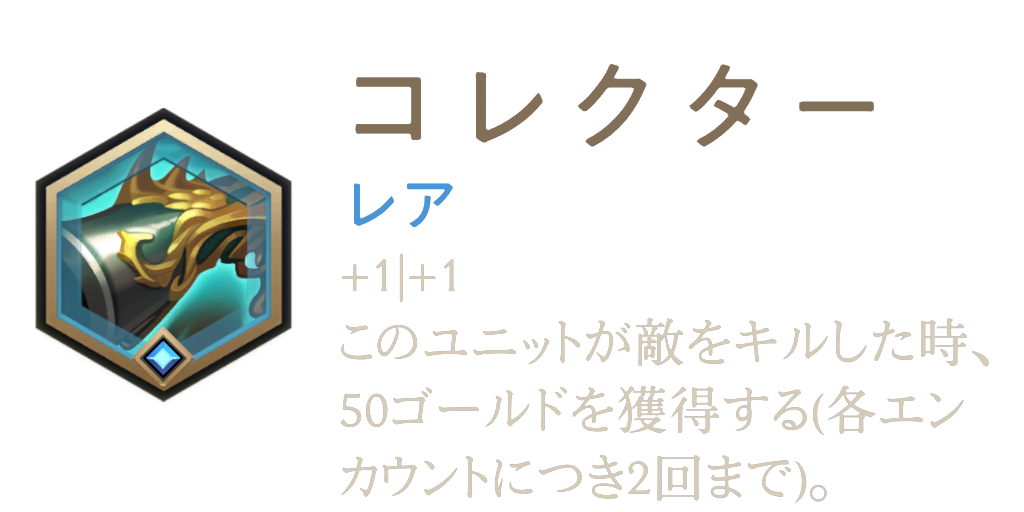 コレクター
レア
+1|+1
このユニットが敵をキルした時、
50ゴールドを獲得する(各エン
カウントにつき2回まで)。